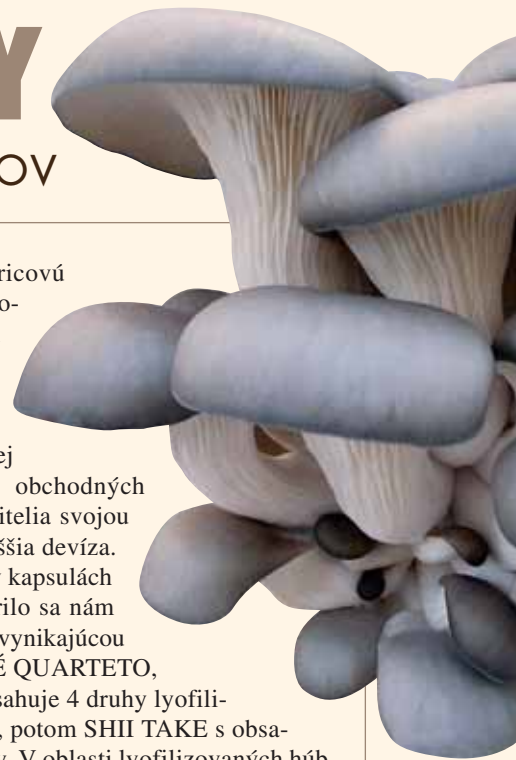 Y
OV
ricovú
o-
ej
obchodných
itelia svojou
šia devíza.
kapsulách
rilo sa nám
vynikajúcou
É QUARTETO,
sahuje 4 druhy lyofili-
, potom SHII TAKE s obsa-
y. V oblasti lyofilizovaných húb